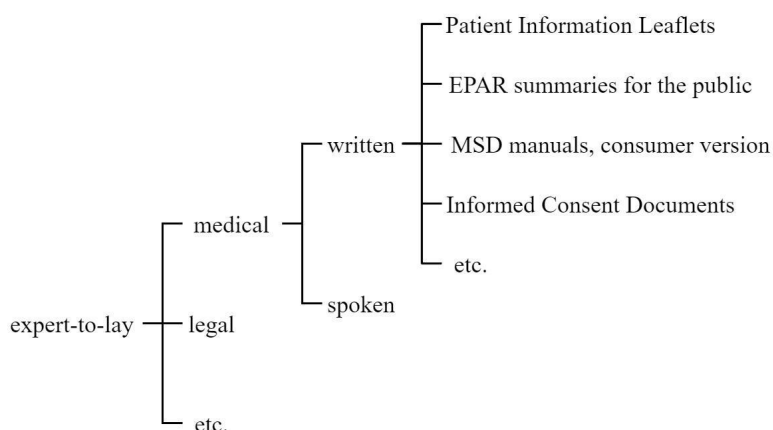 Patient Information Leaflets
EPAR summaries for the public
written
MSD manuals, consumer version
Informed Consent Documents
medical
etc.
spoken
expert-to-lay
legal
etc.